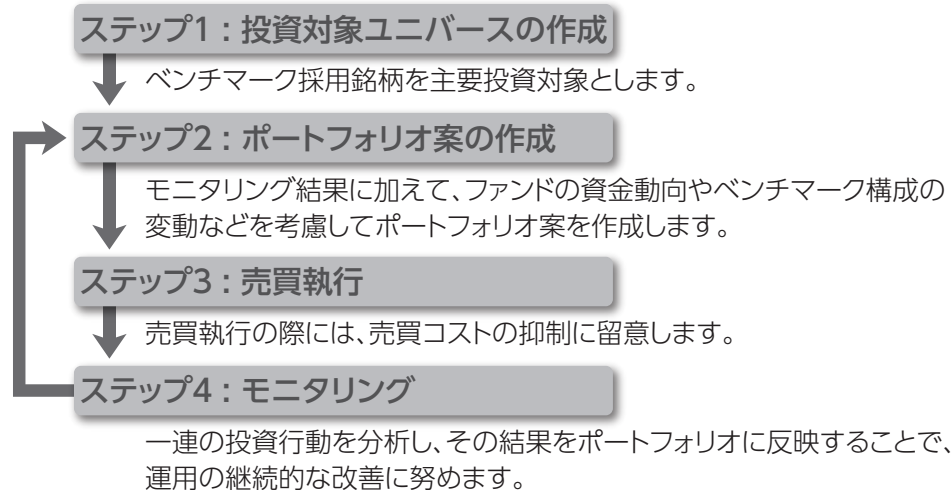 ステップ1：投資対象ユニバースの作成
ベンチマーク採用銘柄を主要投資対象とします。
ステップ2：ポートフォリオ案の作成
モニタリング結果に加えて、ファンドの資金動向やベンチマーク構成の
変動などを考慮してポートフォリオ案を作成します。
ステップ3：売買執行
売買執行の際には、売買コストの抑制に留意します。
ステップ4：モニタリング
一連の投資行動を分析し、その結果をポートフォリオに反映することで、
運用の継続的な改善に努めます。